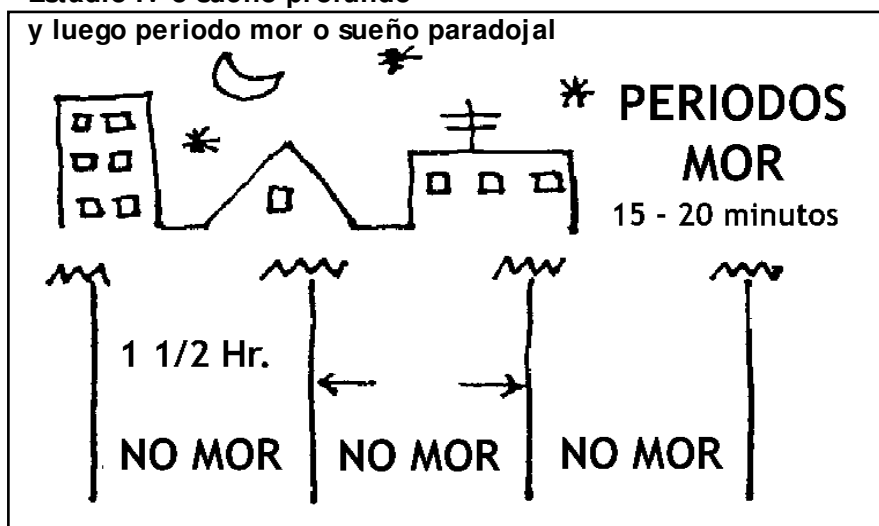 y luego periodo mor o sueño paradojal
PERIODOS
MOR
15 - 20 minutos
1 1/2 Hr.
NO MOR
NO MOR
NO MOR